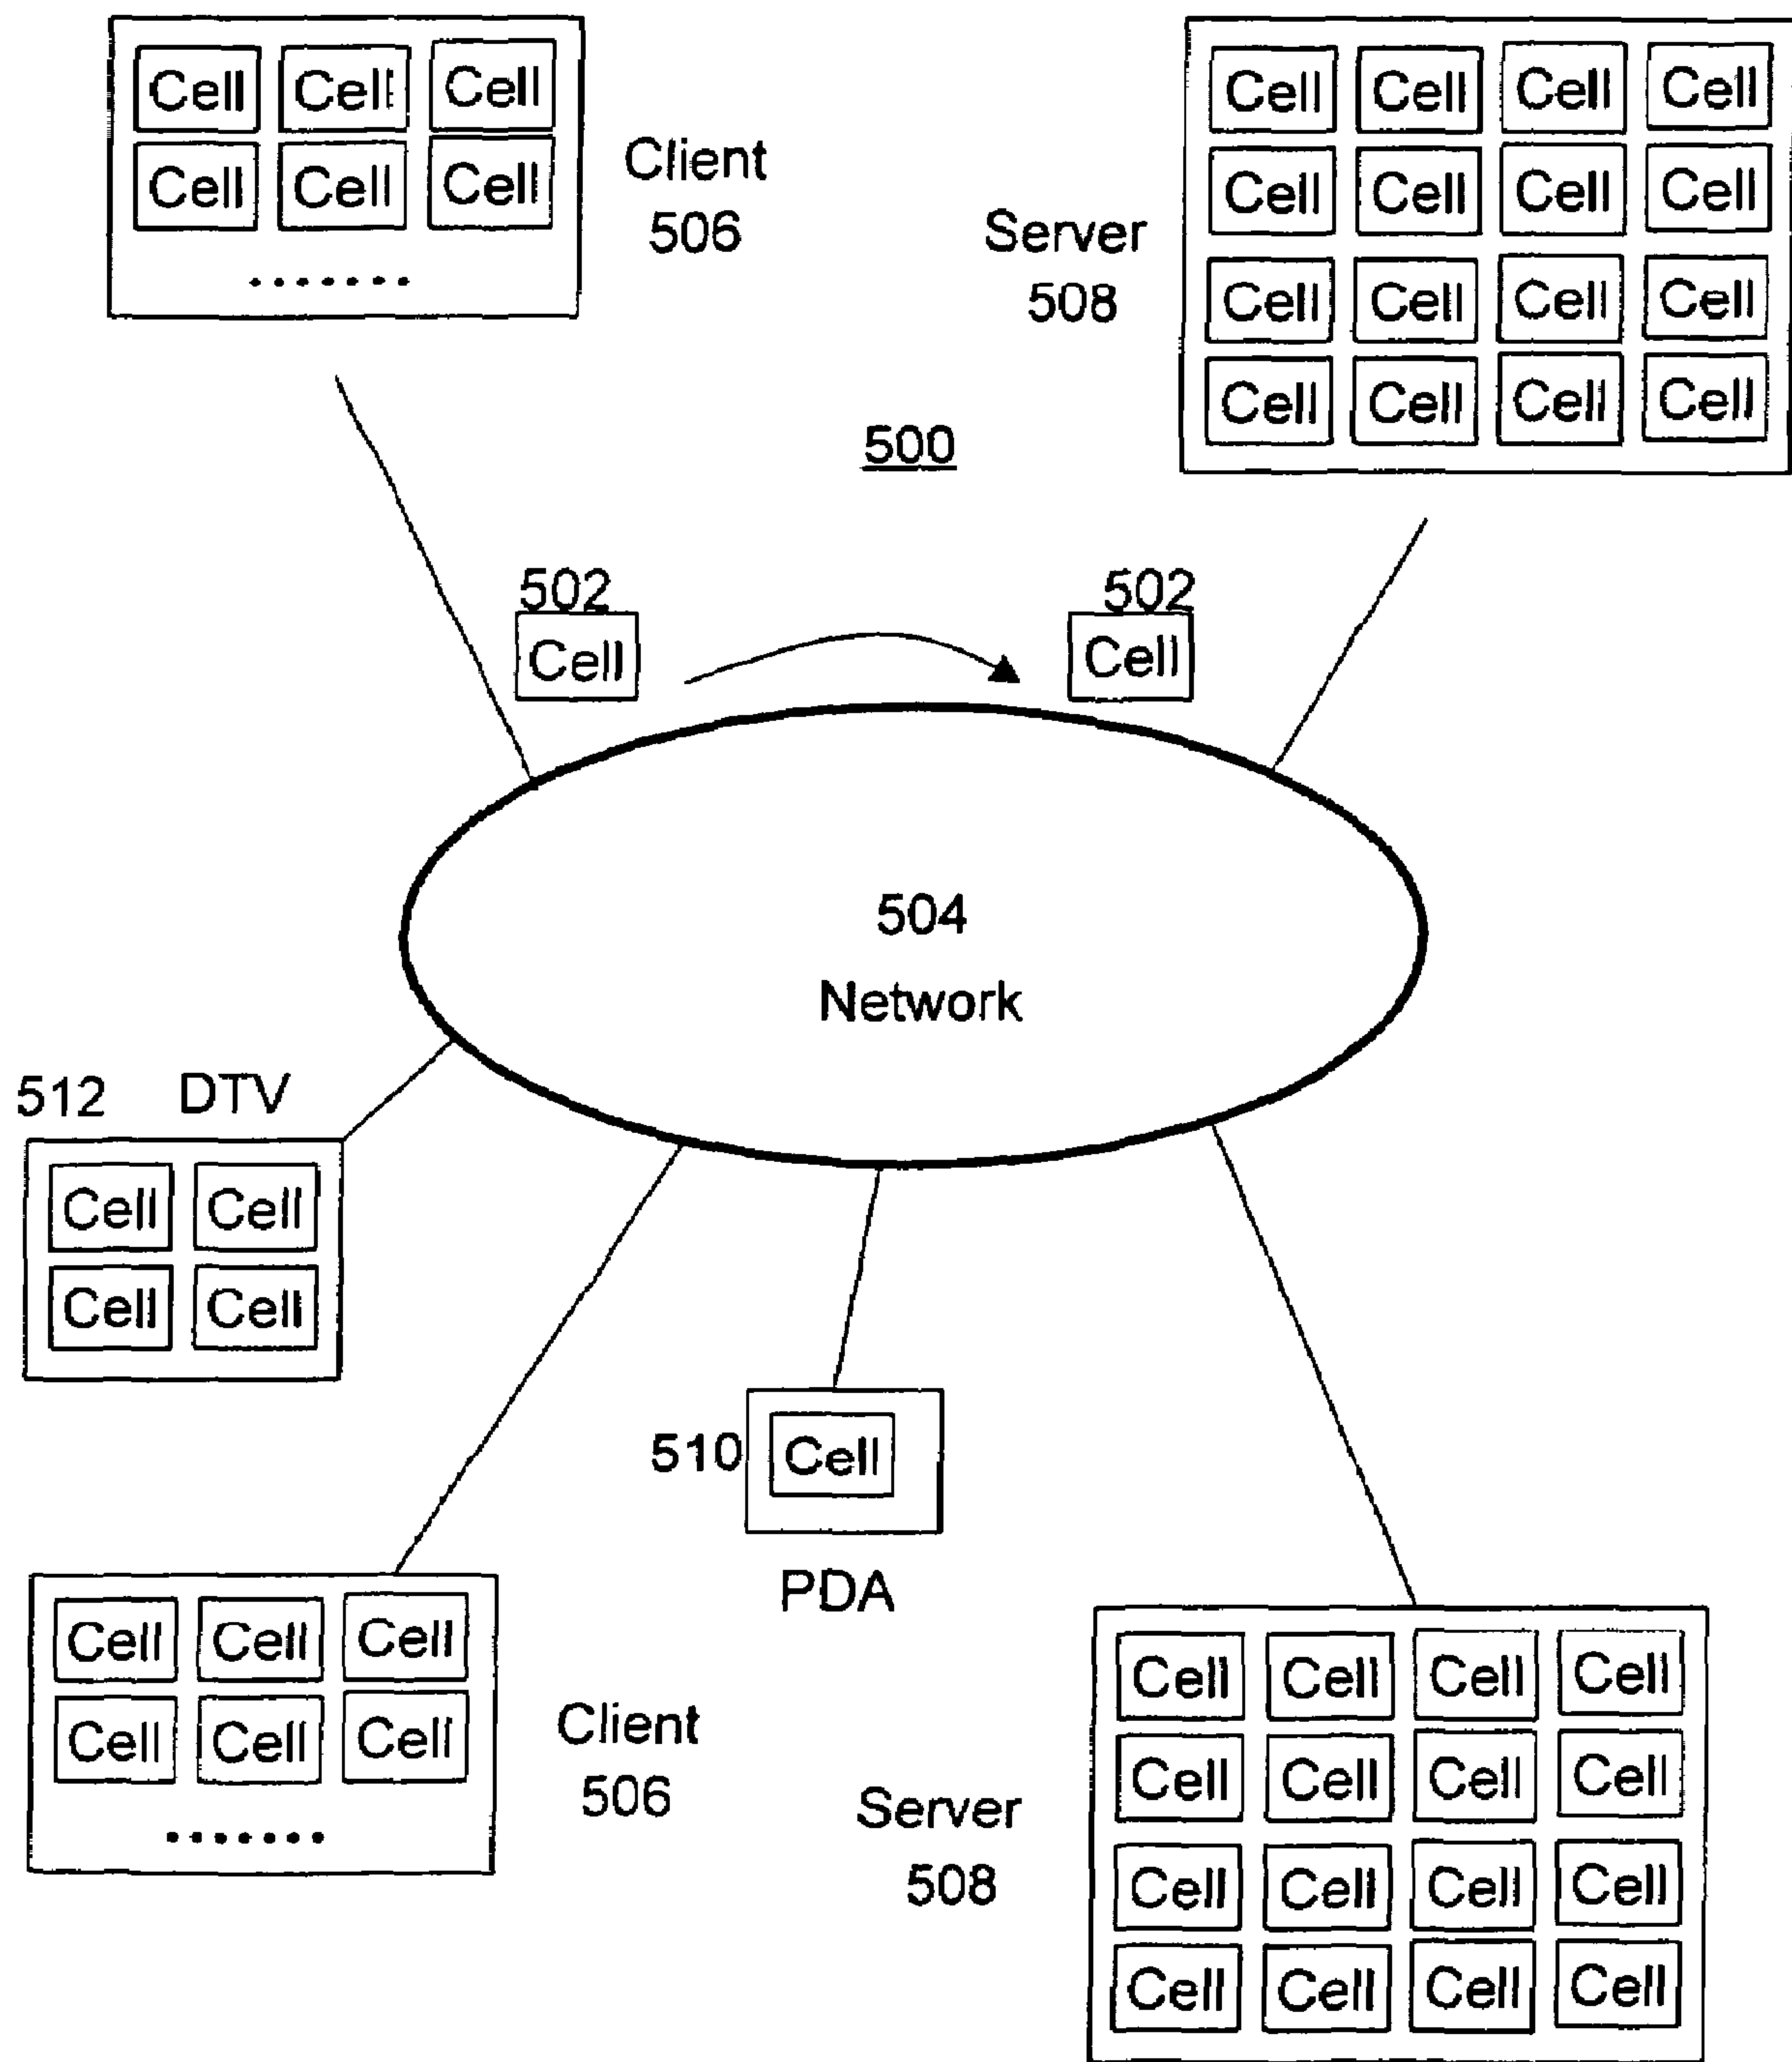 Cell Cell Cell
Cell Cell Cell
.......
Client
506
Cell Cell Cell Cell
Cell Cell Cell Cell
Cell Cell Cell Cell
Cell Cell Cell Cell
Server
508
500
502
Cell
502
Cell
504
Network
512 DTV
Cell Cell
Cell Cell
510
Cell
PDA
Cell Cell Cell
Cell Cell Cell
.......
Client
506
Server
508
Cell Cell Cell Cell
Cell Cell Cell Cell
Cell Cell Cell Cell
Cell Cell Cell Cell